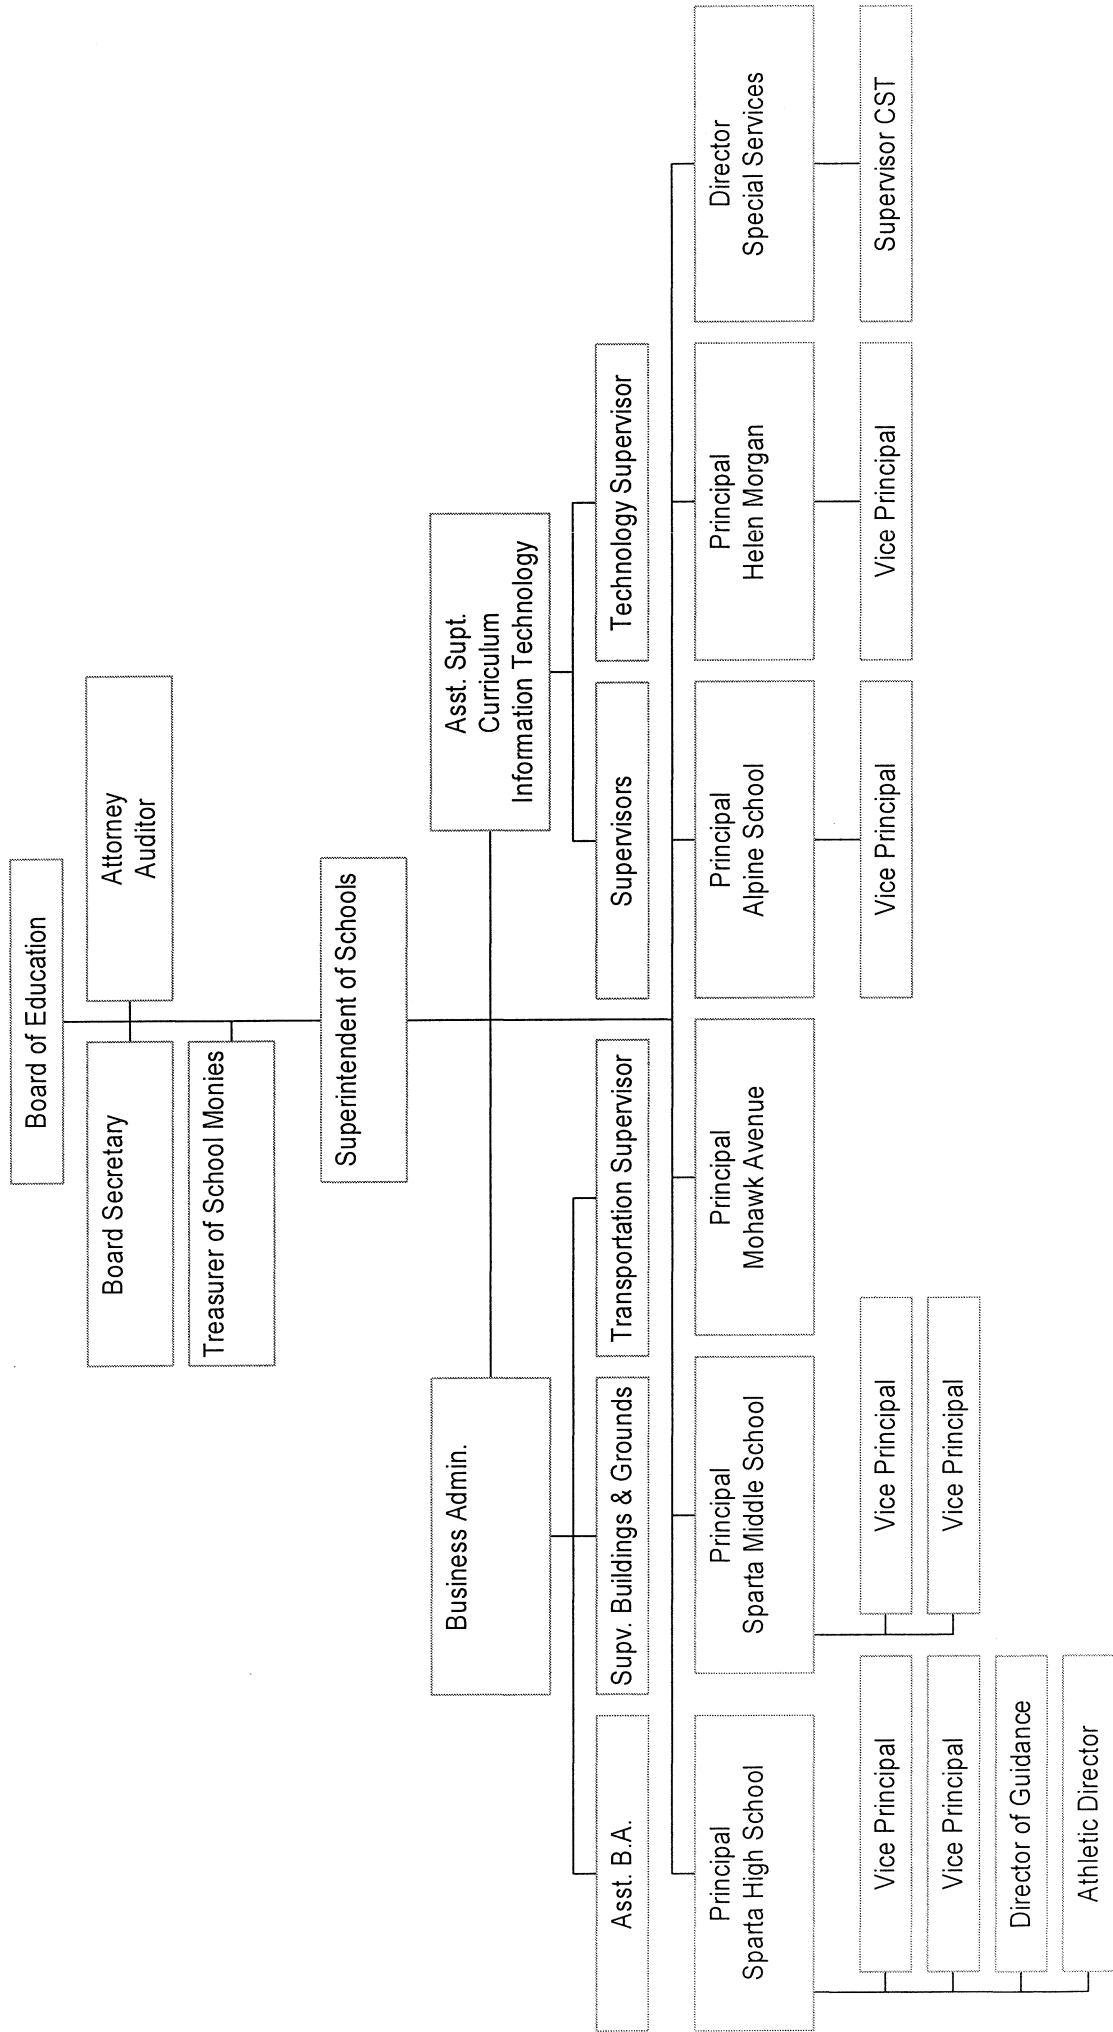 Board of Education
Board Secretary
Attorney
Auditor
Treasurer of School Monies
Superintendent of Schools
Business Admin.
Asst. Supt.
Curriculum
Information Technology
Asst. B.A.
Supv. Buildings & Grounds
Transportation Supervisor
Supervisors
Technology Supervisor
Principal
Sparta High School
Principal
Sparta Middle School
Principal
Mohawk Avenue
Principal
Alpine School
Principal
Helen Morgan
Director
Special Services
Vice Principal
Vice Principal
Director of Guidance
Athletic Director
Vice Principal
Vice Principal
Vice Principal
Vice Principal
Supervisor CST